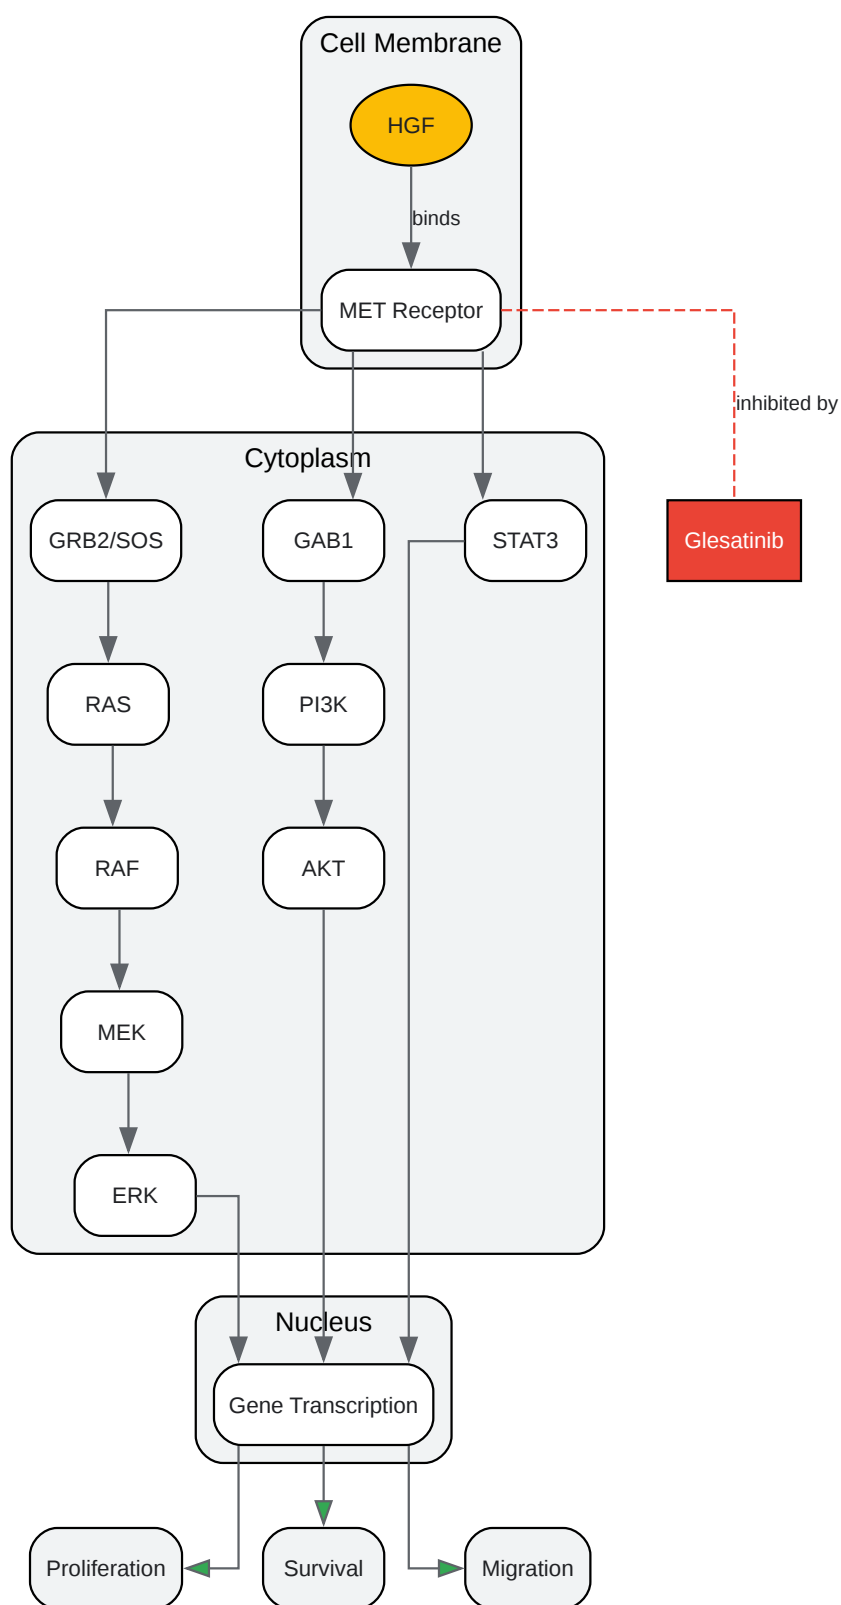 Cell Membrane
HGF
binds
MET Receptor
inhibited by
Cytoplasm
GRB2/SOS
GAB1
STAT3
Glesatinib
RAS
PI3K
RAF
AKT
MEK
ERK
Nucleus
Gene Transcription
Proliferation
Survival
Migration